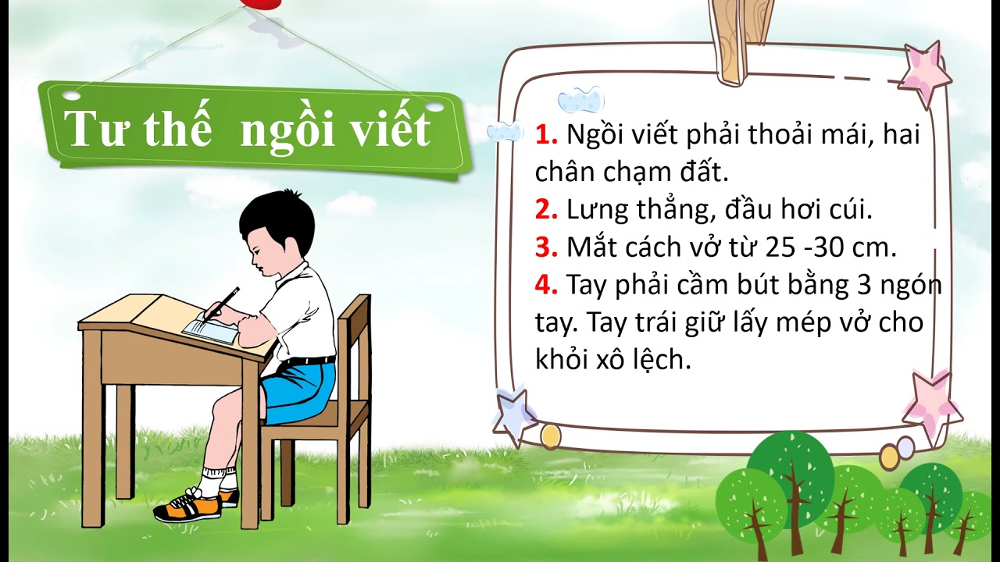 Tư thế ngồi viết
1. Ngồi viết phải thoải mái, hai
chân chạm đất.
2. Lưng thẳng, đầu hơi cúi.
3. Mắt cách vở từ 25 -30 cm.
4. Tay phải cầm bút bằng 3 ngón
tay. Tay trái giữ lấy mép vở cho
khỏi xô lệch.